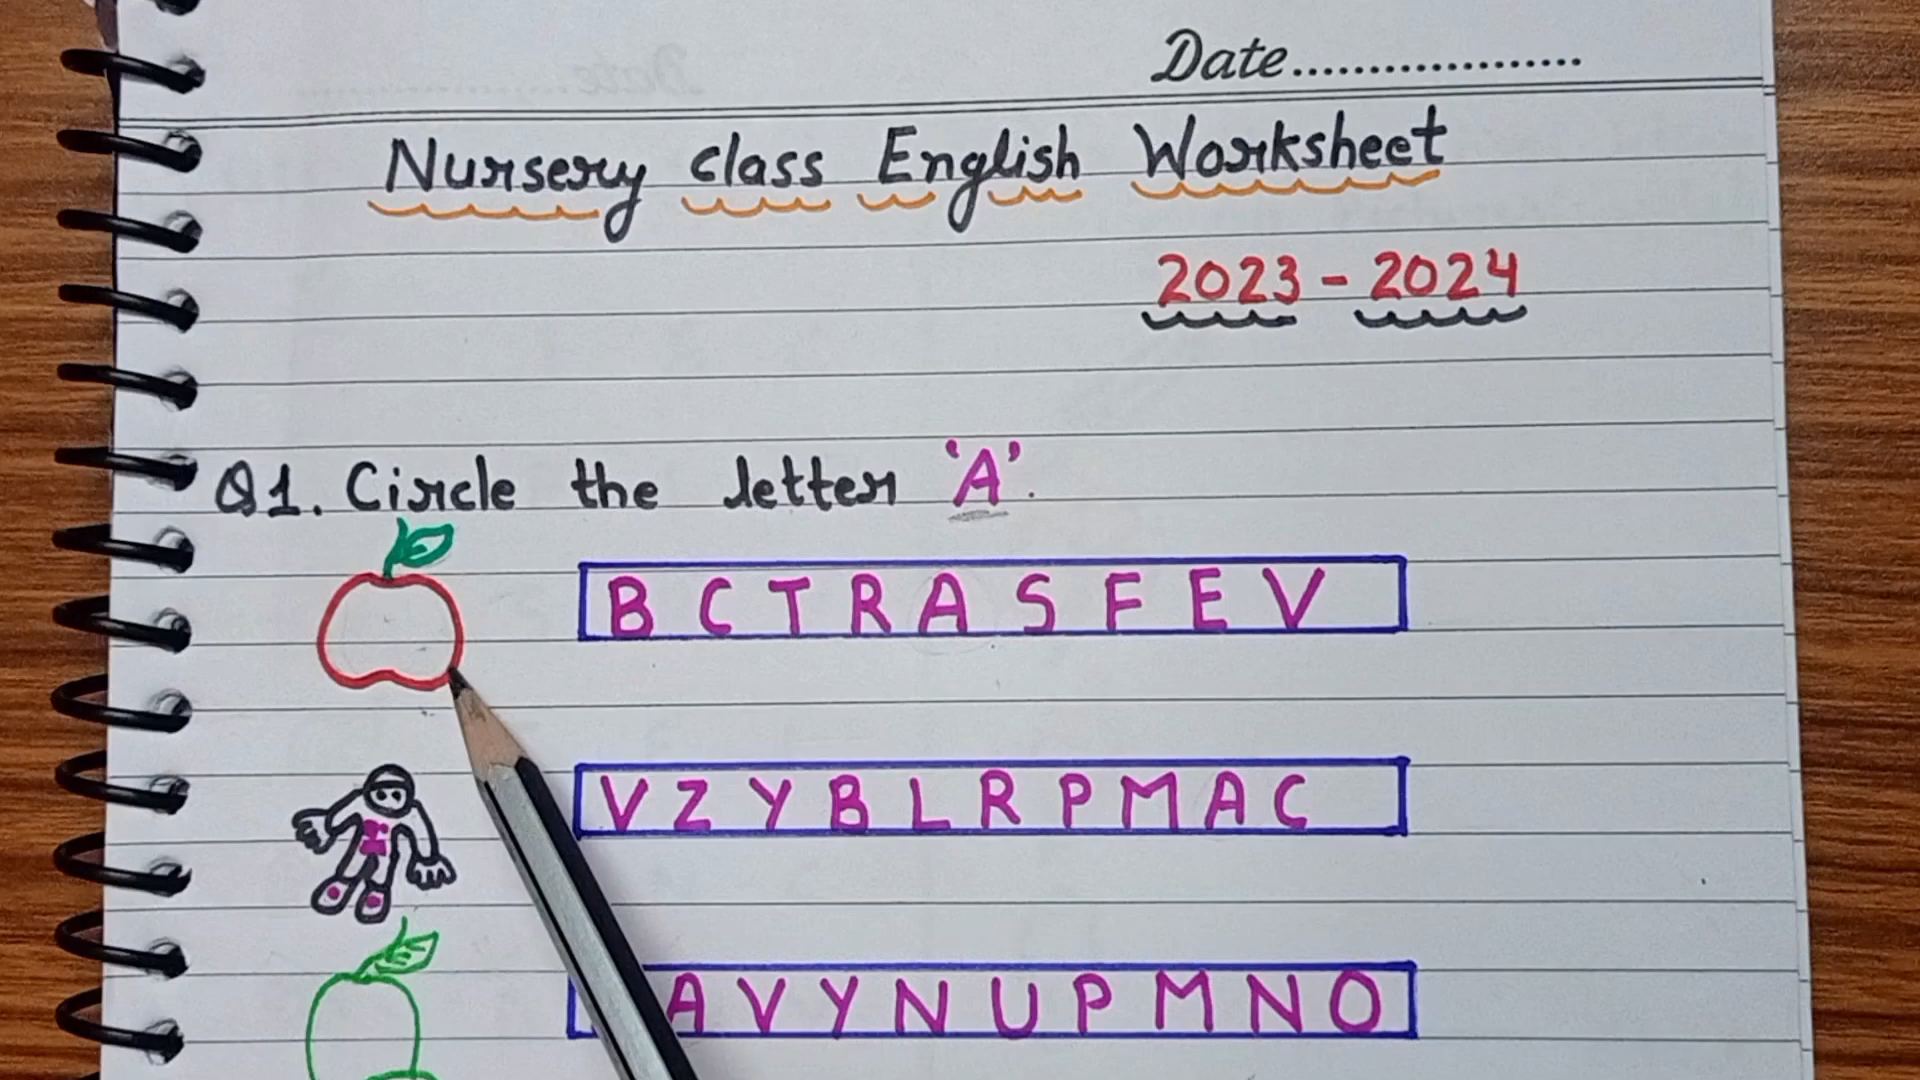 Date....................
Nursery class English Worksheet
2023 - 2024
Q1. Circle the letter 'A'.
B C T R A S F E V
V Z Y B L R P M A C
A V Y N U P M N O